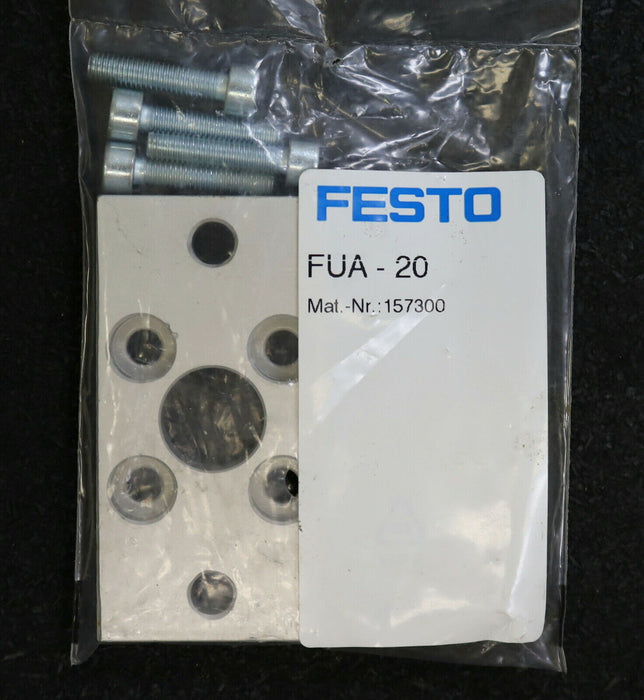 FESTO
FUA - 20
Mat.-Nr.:157300